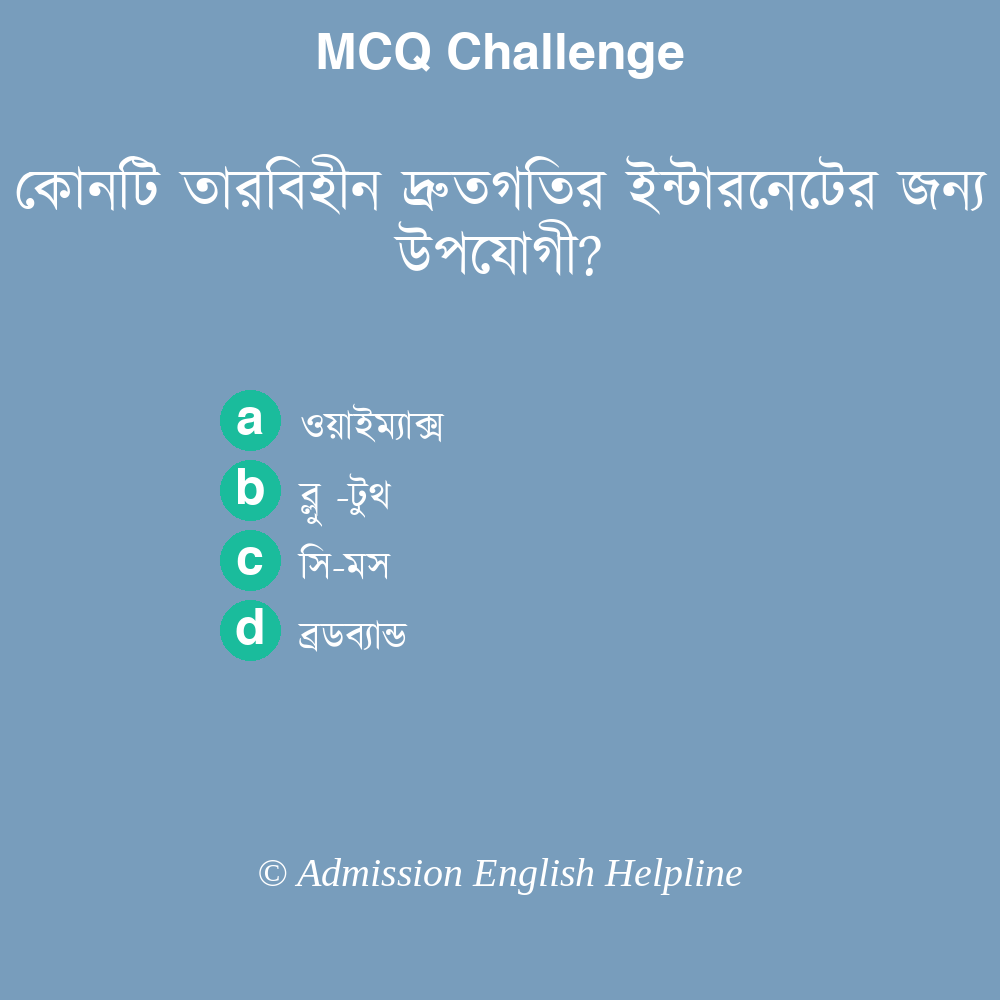 MCQ Challenge
কোনটি তারবিহীন দ্রুতগতির ইন্টারনেটের জন্য
উপযোগী?
a ওয়াইম্যাক্স
b ব্লু -টুথ
c সি-মস
d ব্রডব্যান্ড
© Admission English Helpline